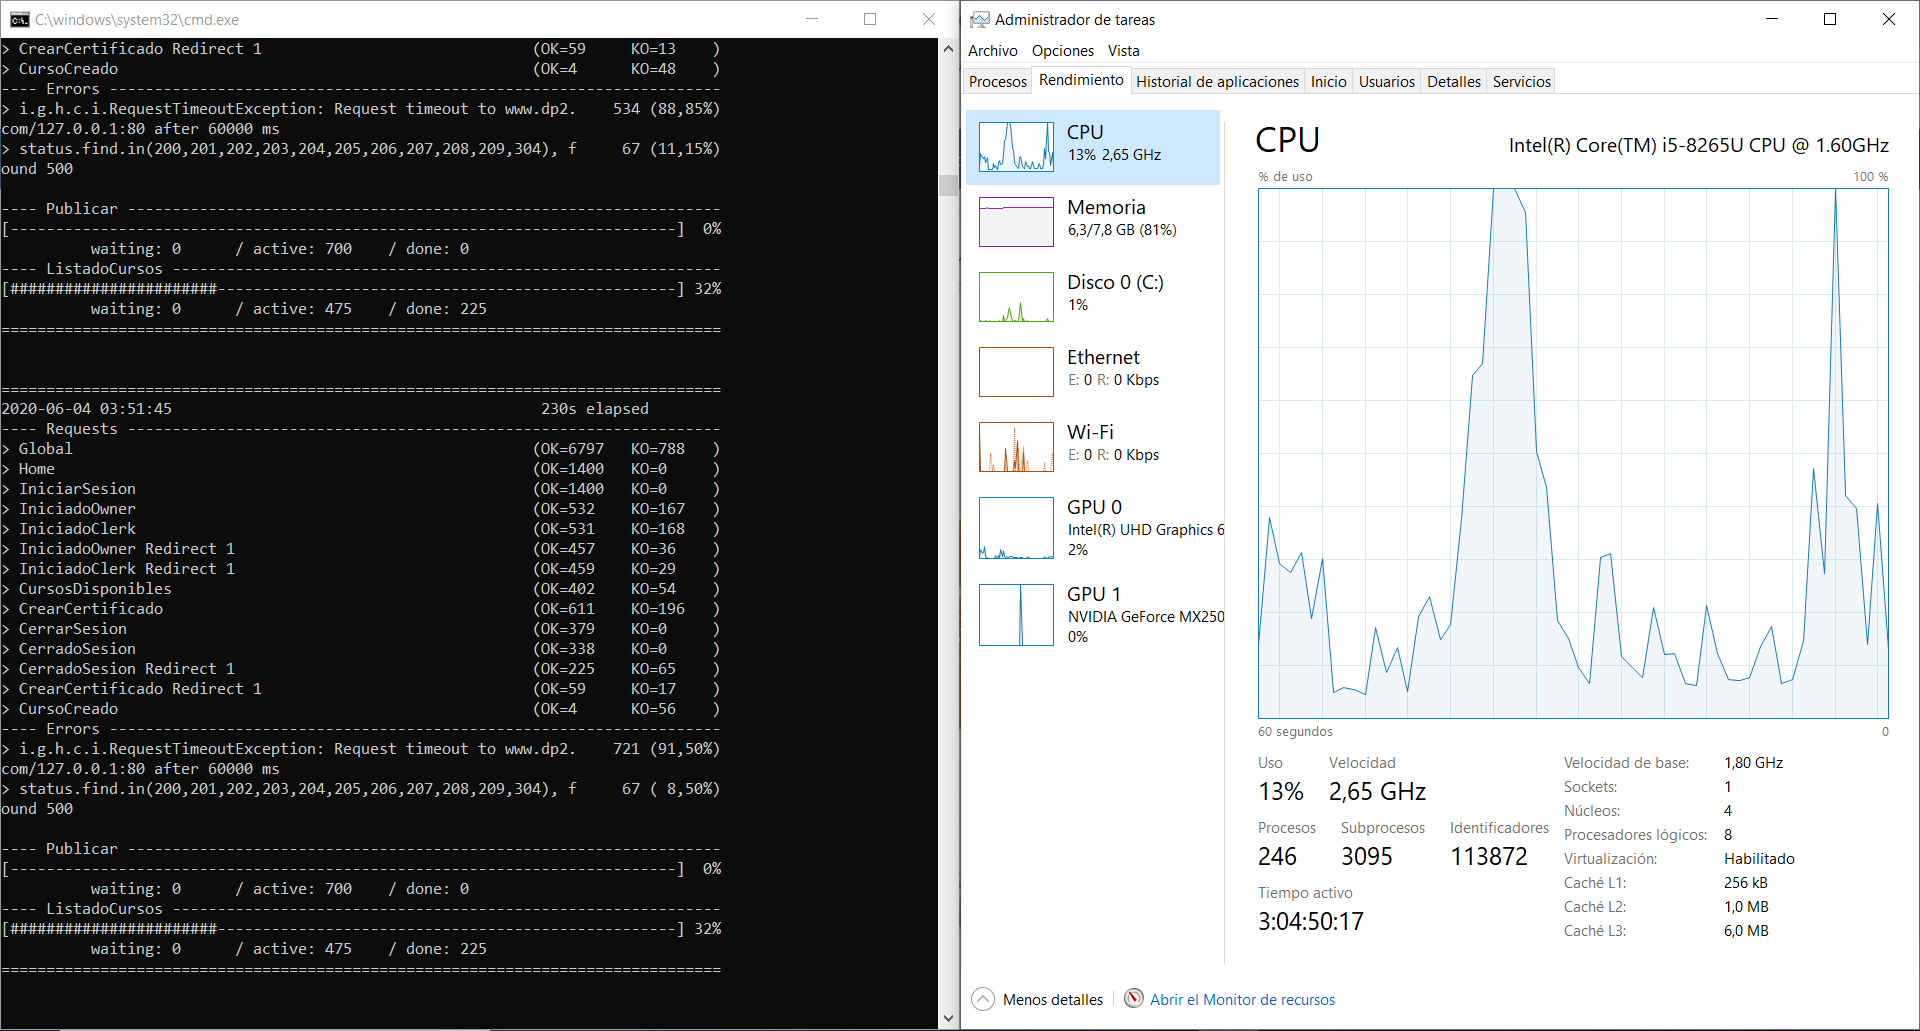 C:\windows\system32\cmd.exe
> CrearCertificado Redirect 1                              (OK=59     KO=13    )
> CursoCreado                                              (OK=4      KO=48    )
---- Errors --------------------------------------------------------------------
> i.g.h.c.i.RequestTimeoutException: Request timeout to www.dp2.    534 (88,85%)
com/127.0.0.1:80 after 60000 ms
> status.find.in(200,201,202,203,204,205,206,207,208,209,304), f     67 (11,15%)
ound 500
---- Publicar ------------------------------------------------------------------
[--------------------------------------------------------------------------]  0%
          waiting: 0      / active: 700    / done: 0
---- ListadoCursos -------------------------------------------------------------
[#######################---------------------------------------------------] 32%
          waiting: 0      / active: 475    / done: 225
================================================================================
================================================================================
2020-06-04 03:51:45                                         230s elapsed
---- Requests ------------------------------------------------------------------
> Global                                                   (OK=6797   KO=788   )
> Home                                                     (OK=1400   KO=0     )
> IniciarSesion                                            (OK=1400   KO=0     )
> IniciadoOwner                                            (OK=532    KO=167   )
> IniciadoClerk                                            (OK=531    KO=168   )
> IniciadoOwner Redirect 1                                 (OK=457    KO=36    )
> IniciadoClerk Redirect 1                                 (OK=459    KO=29    )
> CursosDisponibles                                        (OK=402    KO=54    )
> CrearCertificado                                         (OK=611    KO=196   )
> CerrarSesion                                             (OK=379    KO=0     )
> CerradoSesion                                            (OK=338    KO=0     )
> CerradoSesion Redirect 1                                 (OK=225    KO=65    )
> CrearCertificado Redirect 1                              (OK=59     KO=17    )
> CursoCreado                                              (OK=4      KO=56    )
---- Errors --------------------------------------------------------------------
> i.g.h.c.i.RequestTimeoutException: Request timeout to www.dp2.    721 (91,50%)
com/127.0.0.1:80 after 60000 ms
> status.find.in(200,201,202,203,204,205,206,207,208,209,304), f     67 ( 8,50%)
ound 500
---- Publicar ------------------------------------------------------------------
[--------------------------------------------------------------------------]  0%
          waiting: 0      / active: 700    / done: 0
---- ListadoCursos -------------------------------------------------------------
[#######################---------------------------------------------------] 32%
          waiting: 0      / active: 475    / done: 225
================================================================================
Administrador de tareas
Archivo Opciones Vista
Procesos Rendimiento Historial de aplicaciones Inicio Usuarios Detalles Servicios
CPU
13% 2,65 GHz
Memoria
6,3/7,8 GB (81%)
Disco 0 (C:)
1%
Ethernet
E: 0 R: 0 Kbps
Wi-Fi
E: 0 R: 0 Kbps
GPU 0
Intel(R) UHD Graphics 6
2%
GPU 1
NVIDIA GeForce MX250
0%
CPU Intel(R) Core(TM) i5-8265U CPU @ 1.60GHz
% de uso 100 %
60 segundos 0
Uso Velocidad
13% 2,65 GHz
Procesos Subprocesos Identificadores
246 3095 113872
Tiempo activo
3:04:50:17
Velocidad de base: 1,80 GHz
Sockets: 1
Núcleos: 4
Procesadores lógicos: 8
Virtualización: Habilitado
Caché L1: 256 kB
Caché L2: 1,0 MB
Caché L3: 6,0 MB
Menos detalles Abrir el Monitor de recursos